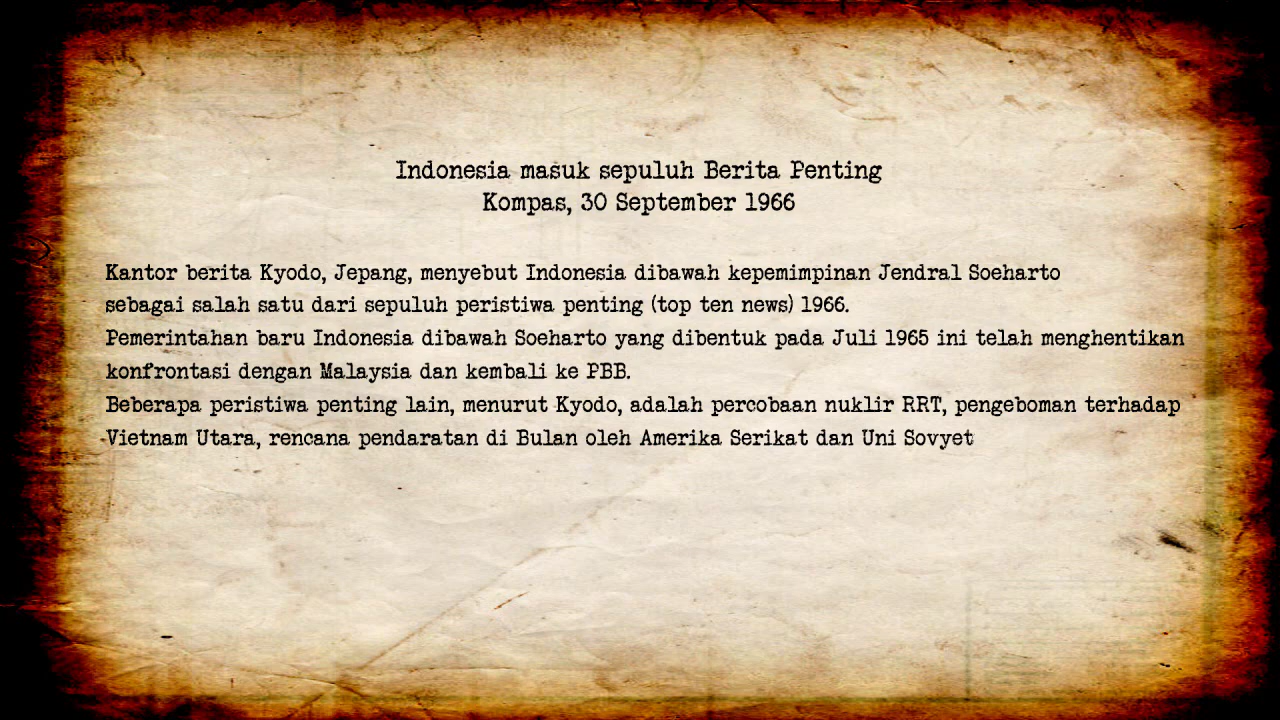 Indonesia masuk sepuluh Berita Penting
Kompas, 30 September 1966
Kantor berita Kyodo, Jepang, menyebut Indonesia dibawah kepemimpinan Jendral Soeharto
sebagai salah satu dari sepuluh peristiwa penting (top ten news) 1966.
Pemerintahan baru Indonesia dibawah Soeharto yang dibentuk pada Juli 1965 ini telah menghentikan
konfrontasi dengan Malaysia dan kembali ke PBB.
Beberapa peristiwa penting lain, menurut Kyodo, adalah percobaan nuklir RRT, pengeboman terhadap
Vietnam Utara, rencana pendaratan di Bulan oleh Amerika Serikat dan Uni Sovyet